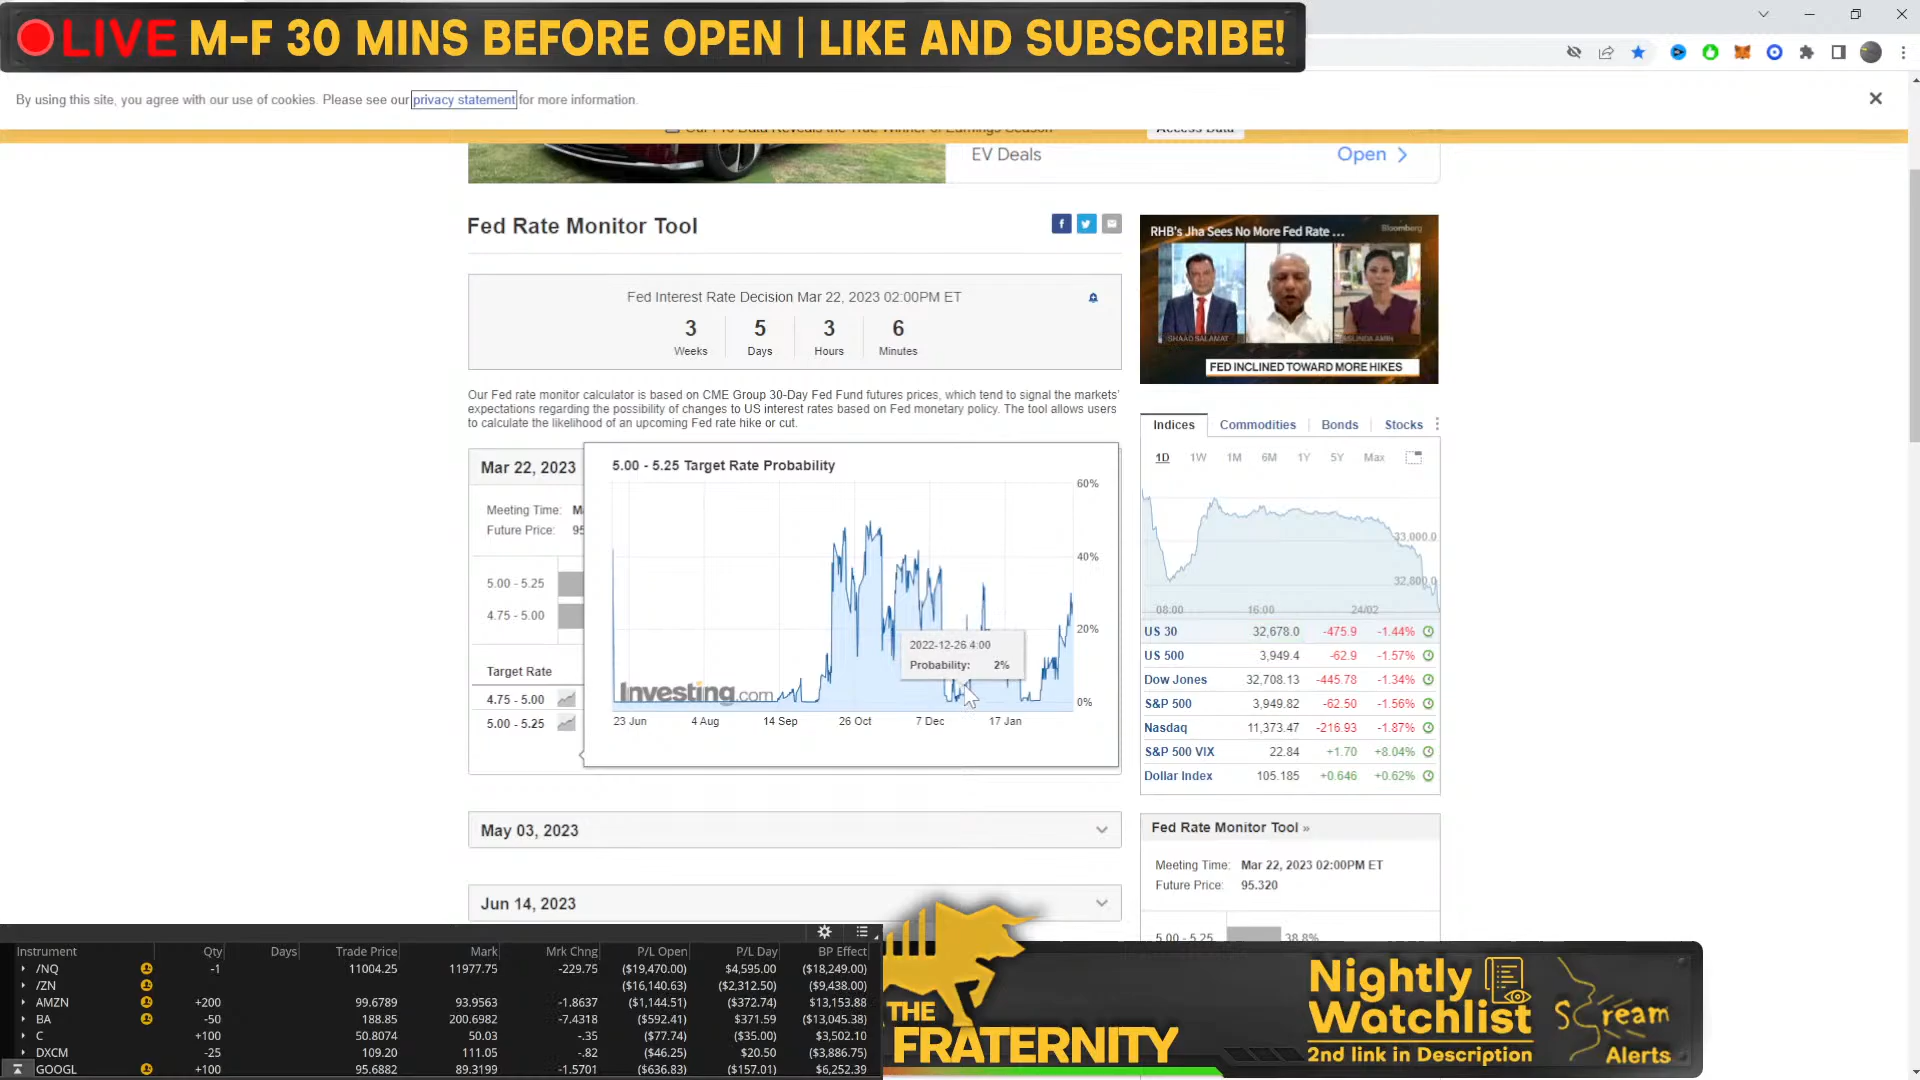 LIVE M-F 30 MINS BEFORE OPEN | LIKE AND SUBSCRIBE!
By using this site, you agree with our use of cookies. Please see our privacy statement for more information.
EV Deals
Open
Fed Rate Monitor Tool
Fed Interest Rate Decision Mar 22, 2023 02:00PM ET
3 5 3 6
Weeks Days Hours Minutes
Our Fed rate monitor calculator is based on CME Group 30-Day Fed Fund futures prices, which tend to signal the markets'
expectations regarding the possibility of changes to US interest rates based on Fed monetary policy. The tool allows users
to calculate the likelihood of an upcoming Fed rate hike or cut.
Mar 22, 2023
Meeting Time:
Future Price: 95
5.00 - 5.25
4.75 - 5.00
Target Rate
4.75 - 5.00
5.00 - 5.25
5.00 - 5.25 Target Rate Probability
60%
40%
20%
0%
2022-12-26 4:00
Probability: 2%
Investing.com
23 Jun 4 Aug 14 Sep 26 Oct 7 Dec 17 Jan
May 03, 2023
Jun 14, 2023
RHB's Jha Sees No More Fed Rate ...
Bloomberg
FED INCLINED TOWARD MORE HIKES
Indices Commodities Bonds Stocks
1D 1W 1M 6M 1Y 5Y Max
33,000.0
32,800.0
08:00 16:00 24/02
US 30 32,678.0 -475.9 -1.44%
US 500 3,949.4 -62.9 -1.57%
Dow Jones 32,708.13 -445.78 -1.34%
S&P 500 3,949.82 -62.50 -1.56%
Nasdaq 11,373.47 -216.93 -1.87%
S&P 500 VIX 22.84 +1.70 +8.04%
Dollar Index 105.185 +0.646 +0.62%
Fed Rate Monitor Tool »
Meeting Time: Mar 22, 2023 02:00PM ET
Future Price: 95.320
5.00 - 5.25 38.8%
Instrument Qty Days Trade Price Mark Mrk Chng P/L Open P/L Day BP Effect
/NQ -1 11004.25 11977.75 -229.75 ($19,470.00) $4,595.00 ($18,249.00)
/ZN ($16,140.63) ($2,312.50) ($9,438.00)
AMZN +200 99.6789 93.9563 -1.8637 ($1,144.51) ($372.74) $13,153.88
BA -50 188.85 200.6982 -7.4318 ($592.41) $371.59 ($13,045.38)
C +100 50.8074 50.03 -.35 ($77.74) ($35.00) $3,502.10
DXCM -25 109.20 111.05 -.82 ($46.25) $20.50 ($3,886.75)
GOOGL +100 95.6882 89.3199 -1.5701 ($636.83) ($157.01) $6,252.39
THE
FRATERNITY
Nightly
Watchlist
2nd link in Description
Scream
Alerts